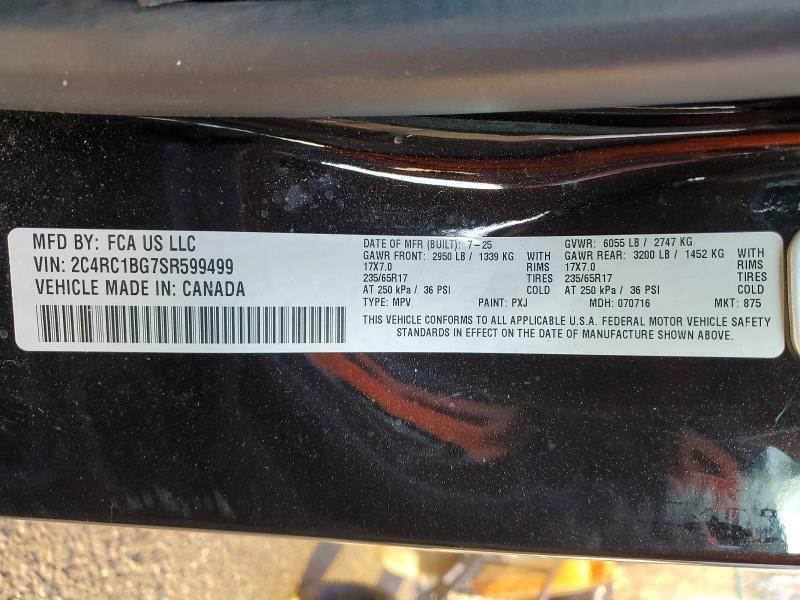 MFD BY: FCA US LLC
VIN: 2C4RC1BG7SR599499
VEHICLE MADE IN: CANADA
DATE OF MFR (BUILT): 7-25 GVWR: 6055 LB / 2747 KG
GAWR FRONT: 2950 LB / 1339 KG WITH GAWR REAR: 3200 LB / 1452 KG WITH
17X7.0 RIMS 17X7.0 RIMS
235/65R17 TIRES 235/65R17 TIRES
AT 250 kPa / 36 PSI COLD AT 250 kPa / 36 PSI COLD
TYPE: MPV PAINT: PXJ MDH: 070716 MKT: 875
THIS VEHICLE CONFORMS TO ALL APPLICABLE U.S.A. FEDERAL MOTOR VEHICLE SAFETY
STANDARDS IN EFFECT ON THE DATE OF MANUFACTURE SHOWN ABOVE.